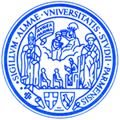 SIGILLVM · ALMAE · VNIVERSITATIS · STVDII · PARMENSIS